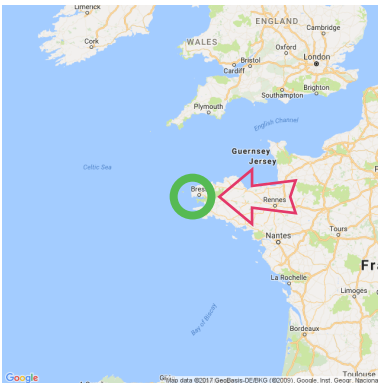 Limerick
Cork
WALES
ENGLAND
Cambridge
Oxford
London
Bristol
Cardiff
Brighton
Southampton
Plymouth
English Channel
Guernsey
Jersey
Celtic Sea
Rennes
Nantes
Tours
La Rochelle
Limoges
Bay of Biscay
Bordeaux
Toulouse
Google
Map data ©2017 GeoBasis-DE/BKG (©2009), Google, Inst. Geogr. Nacional